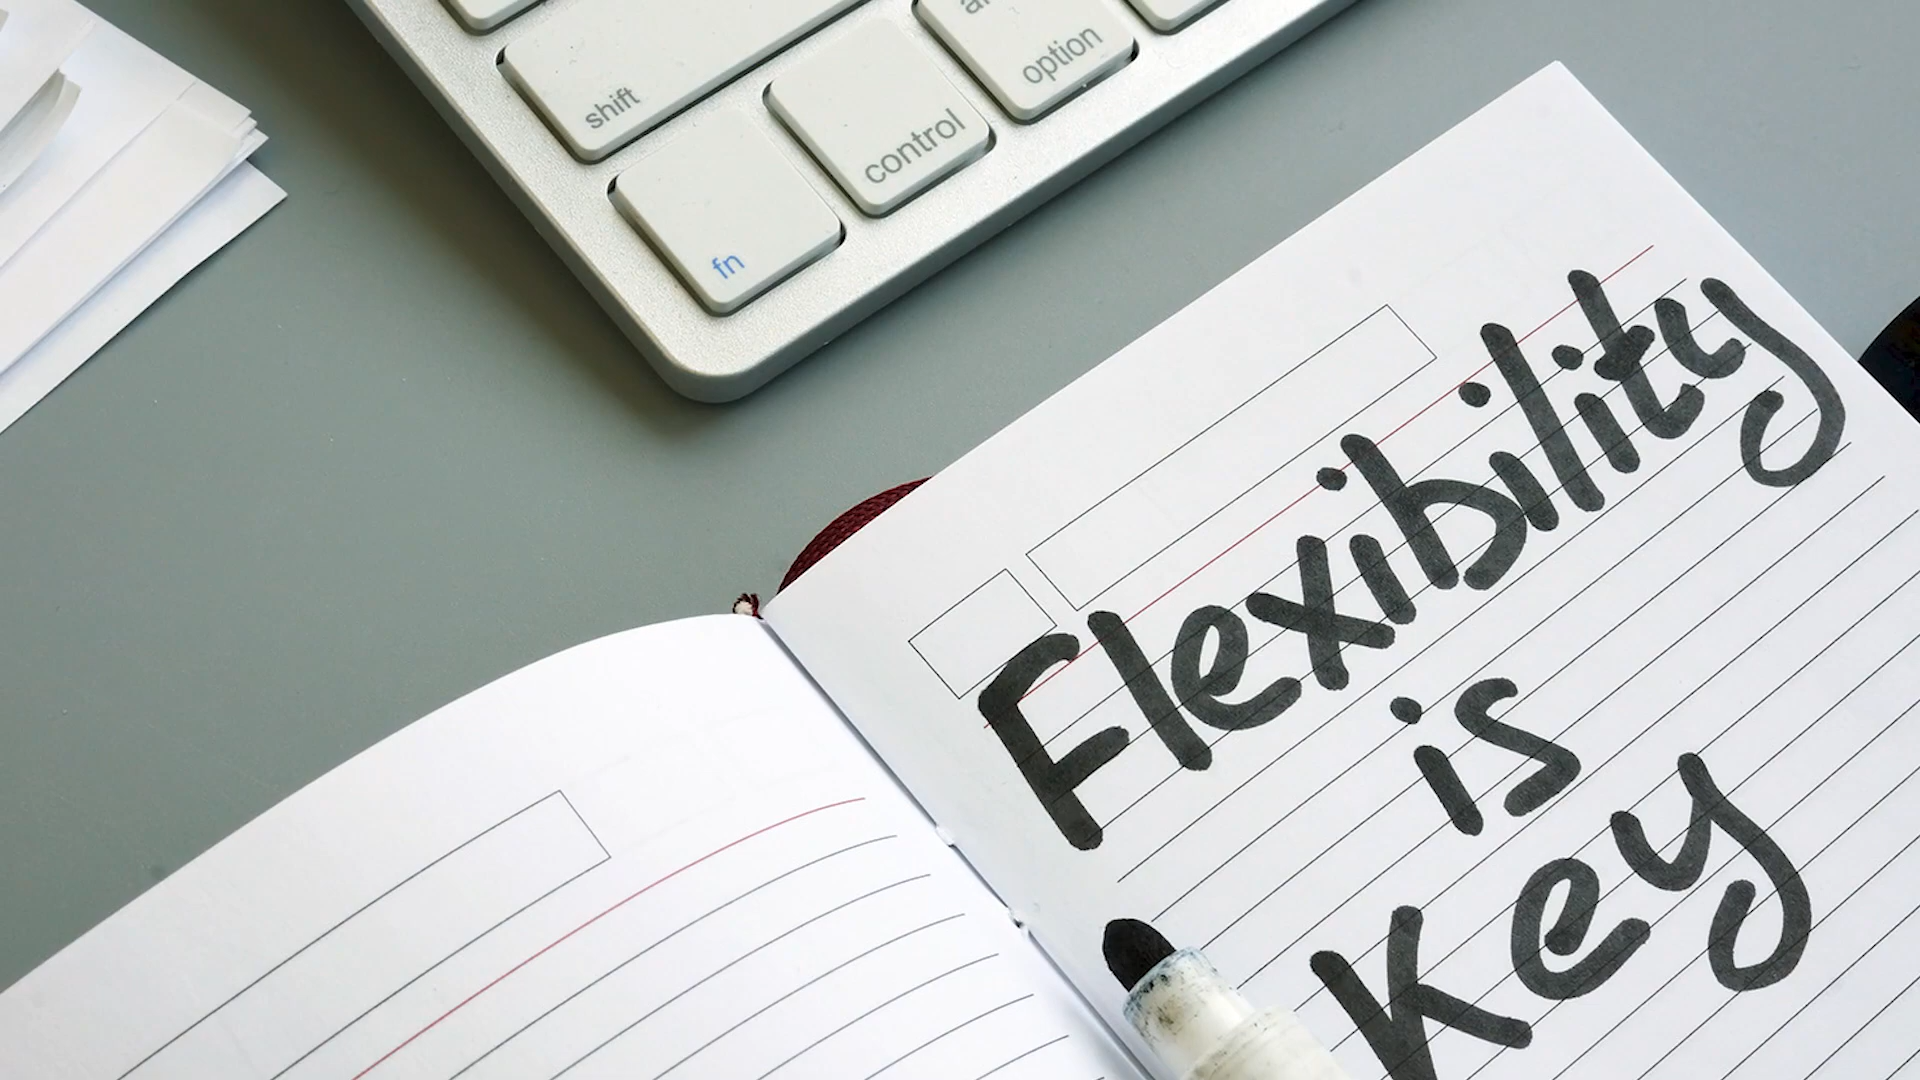 shift
control
option
fn
Flexibility
is
Key